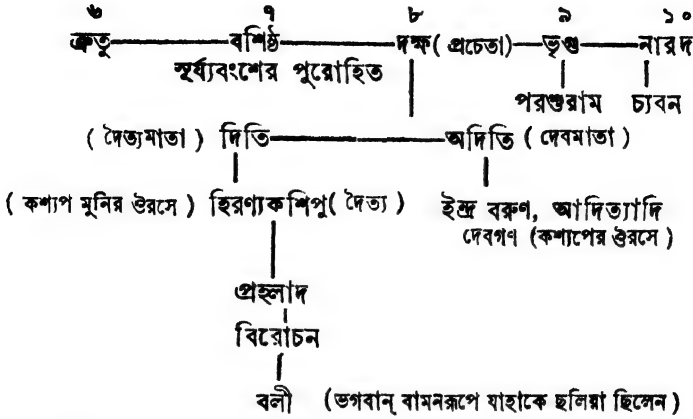 ৬ ৭ ৮ ৯ ১০
ক্রতু বশিষ্ঠ দক্ষ (প্রচেতা) ভৃগু নারদ
সূর্য্যবংশের পুরোহিত
পরশুরাম চ্যবন
(দৈত্যমাতা) দিতি অদিতি (দেবমাতা)
(কশ্যপ মুনির ঔরসে) হিরণ্যকশিপু (দৈত্য) ইন্দ্র বরুণ, আদিত্যাদি
দেবগণ (কশ্যপের ঔরসে)
প্রহ্লাদ
বিরোচন
বলী (ভগবান্ বামনরূপে যাহাকে ছলিয়া ছিলেন)